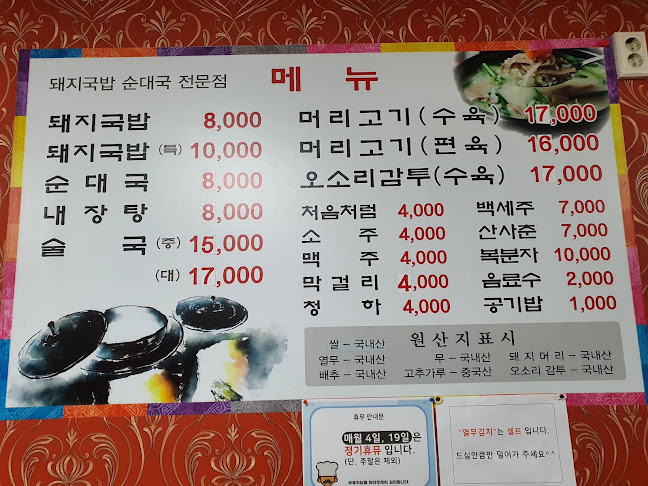 돼지국밥 순대국 전문점
메 뉴
돼지국밥 8,000
돼지국밥 (특) 10,000
순 대 국 8,000
내 장 탕 8,000
술 국 (중) 15,000
(대) 17,000
머리고기(수육) 17,000
머리고기(편육) 16,000
오소리감투(수육) 17,000
처음처럼 4,000
소 주 4,000
맥 주 4,000
막걸리 4,000
청 하 4,000
백세주 7,000
산사춘 7,000
복분자 10,000
음료수 2,000
공기밥 1,000
원산지표시
쌀 – 국내산
열무 – 국내산 무 – 국내산 돼지머리 – 국내산
배추 – 국내산 고추가루 – 중국산 오소리감투 – 국내산
휴무 안내문
매월 4일, 19일은
정기휴뮤 입니다.
(단, 주말은 제외)
"열무김치"는 셀프 입니다.
드실만큼만 덜어가 주세요^^